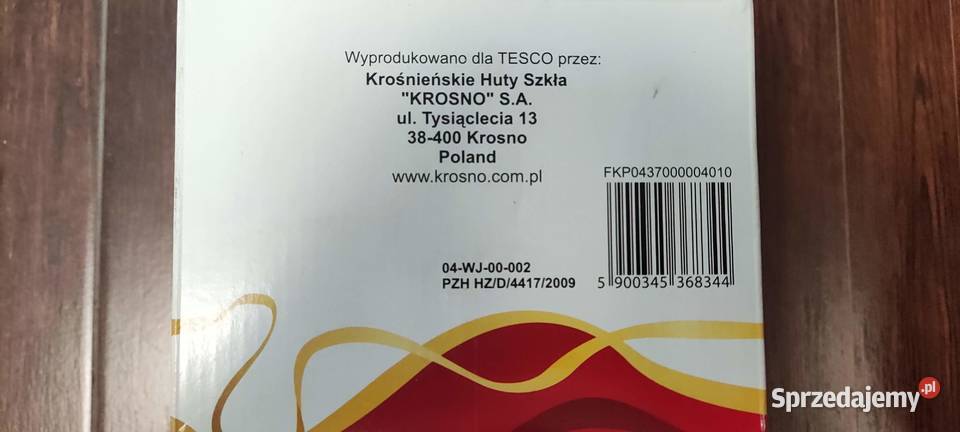 Wyprodukowano dla TESCO przez:
Krośnieńskie Huty Szkła
"KROSNO" S.A.
ul. Tysiąclecia 13
38-400 Krosno
Poland
www.krosno.com.pl
FKP0437000004010
04-WJ-00-002
PZH HZ/D/4417/2009
5 900345 368344
Sprzedajemy.pl